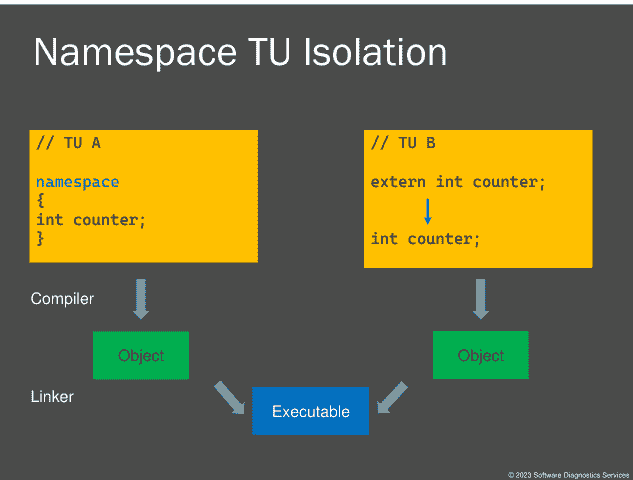 Namespace TU Isolation
// TU A
namespace
{
int counter;
}
// TU B
extern int counter;
int counter;
Compiler
Object
Object
Linker
Executable
© 2023 Software Diagnostics Services